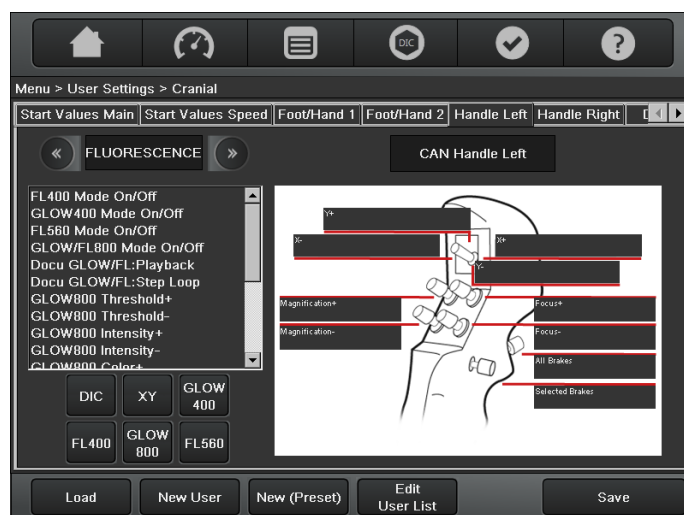 DIC
?
Menu > User Settings > Cranial
Start Values Main
Start Values Speed
Foot/Hand 1
Foot/Hand 2
Handle Left
Handle Right
« FLUORESCENCE »
CAN Handle Left
FL400 Mode On/Off
GLOW400 Mode On/Off
FL560 Mode On/Off
GLOW/FL800 Mode On/Off
Docu GLOW/FL:Playback
Docu GLOW/FL:Step Loop
GLOW800 Threshold+
GLOW800 Threshold-
GLOW800 Intensity+
GLOW800 Intensity-
GLOW800 Color+
Y+
X-
X+
Y-
Magnification+
Focus+
Magnification-
Focus-
All Brakes
Selected Brakes
DIC
XY
GLOW
400
FL400
GLOW
800
FL560
Load
New User
New (Preset)
Edit
User List
Save